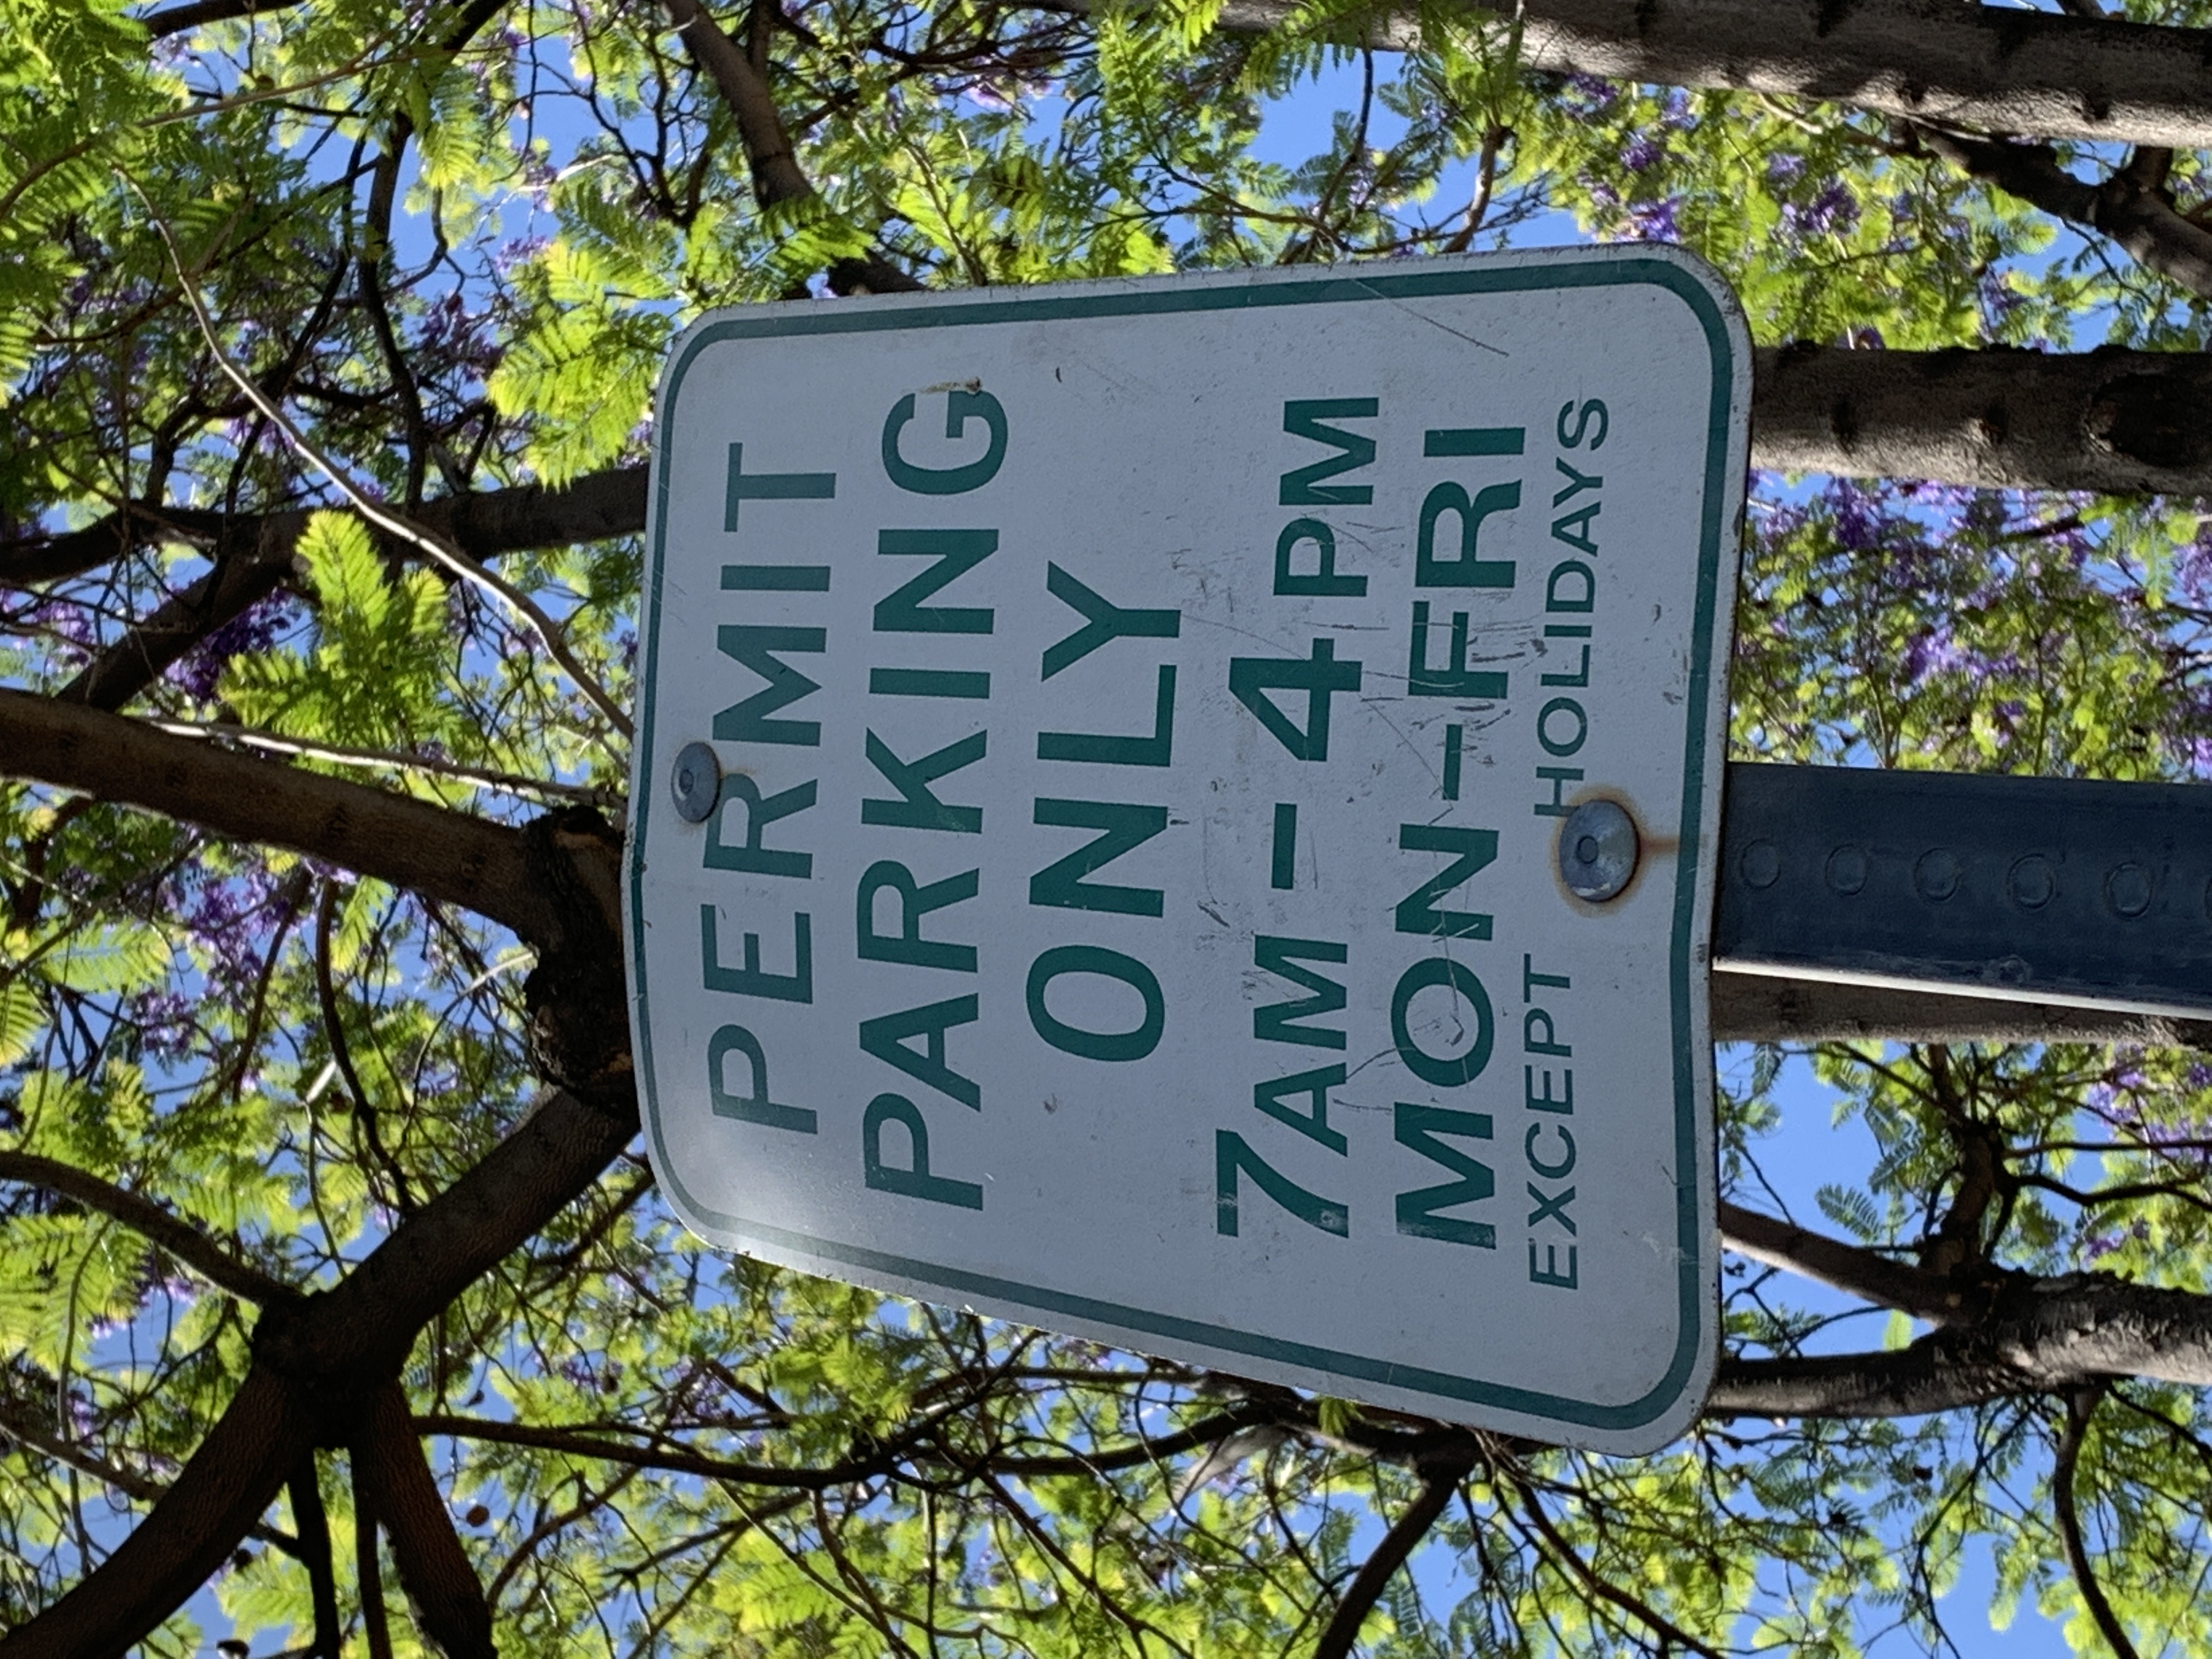 PERMIT
PARKING
ONLY
7AM-4PM
MON-FRI
EXCEPT HOLIDAYS